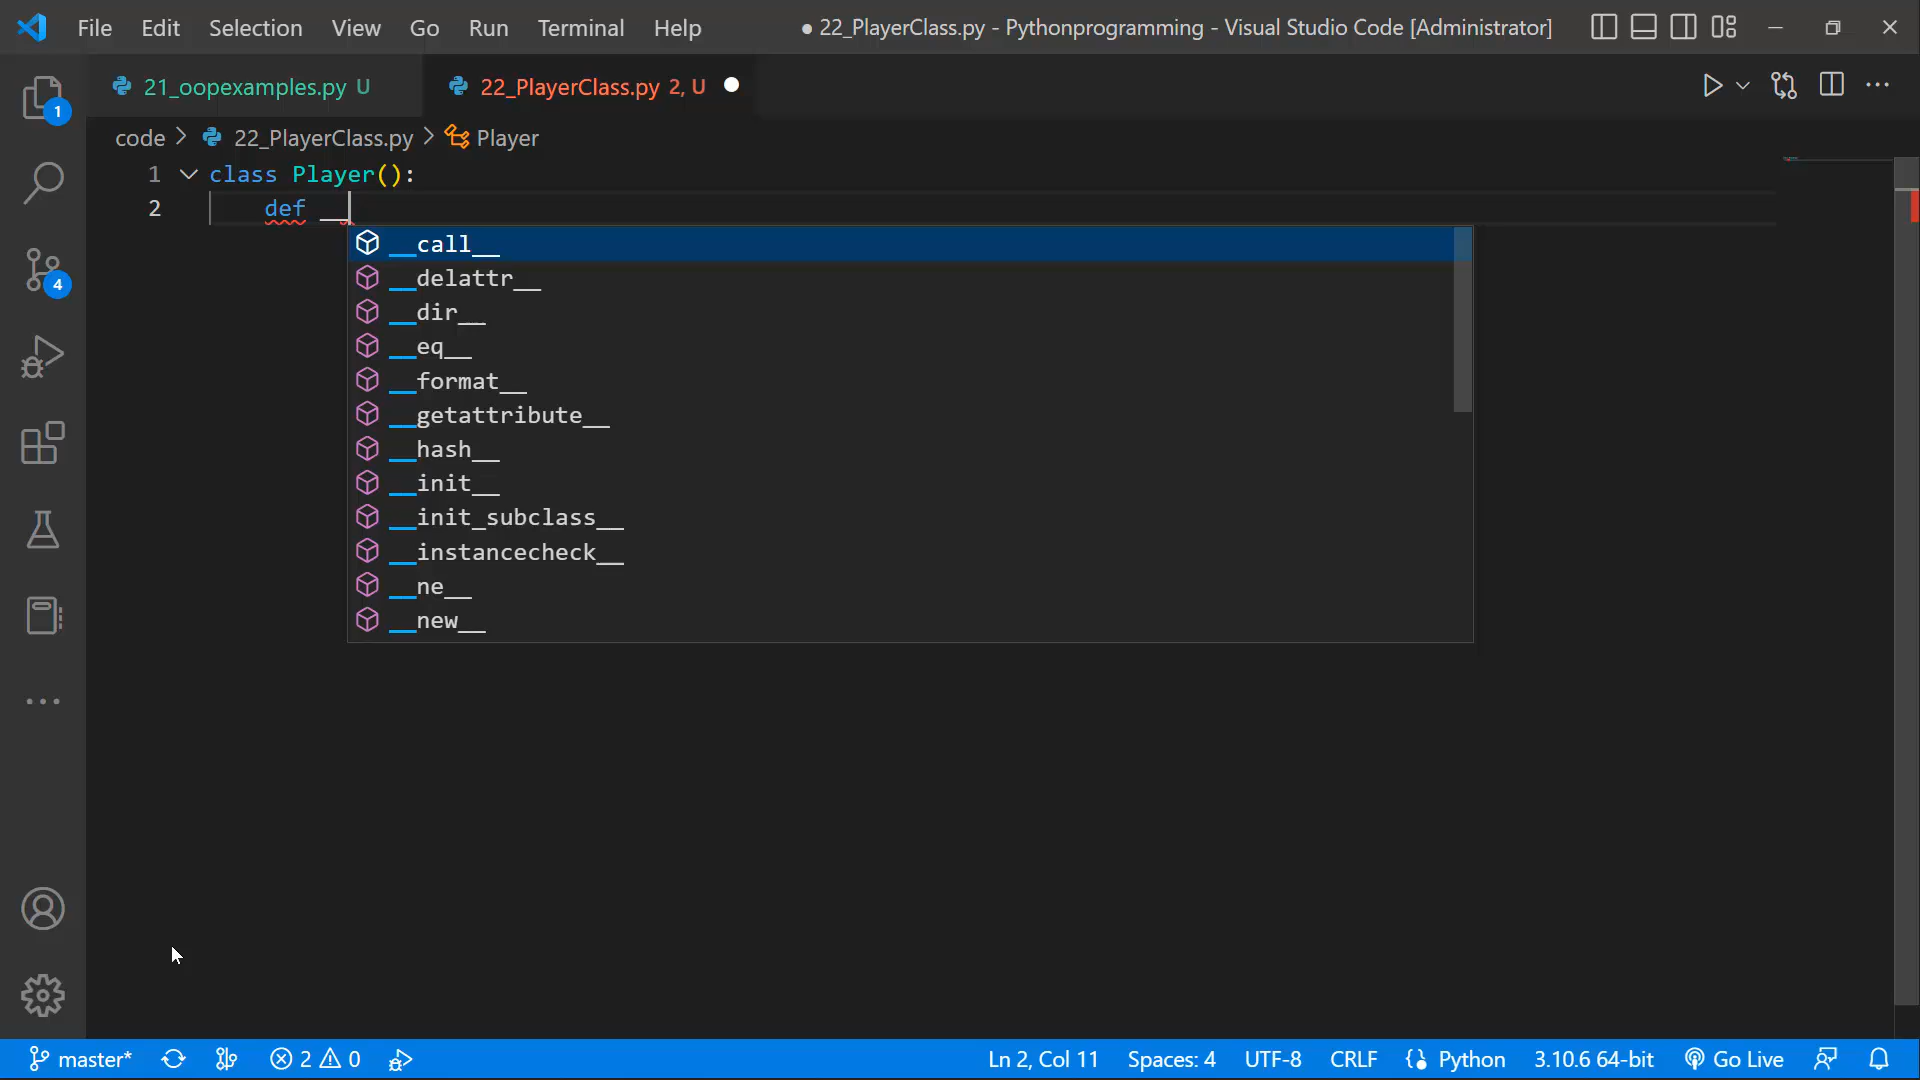 File Edit Selection View Go Run Terminal Help ● 22_PlayerClass.py - Pythonprogramming - Visual Studio Code [Administrator]
21_oopexamples.py U 22_PlayerClass.py 2, U
code > 22_PlayerClass.py > Player
1 class Player():
2 def __
__call__
__delattr__
__dir__
__eq__
__format__
__getattribute__
__hash__
__init__
__init_subclass__
__instancecheck__
__ne__
__new__
1
4
master* 2 0 Ln 2, Col 11 Spaces: 4 UTF-8 CRLF Python 3.10.6 64-bit Go Live